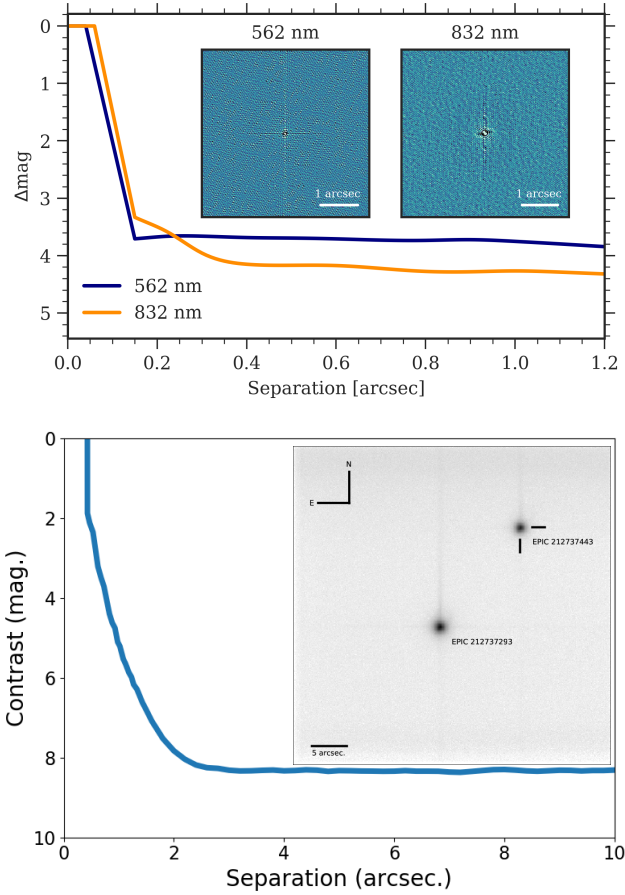 562 nm
832 nm
0
1
2
3
4
5
Δmag
1 arcsec
1 arcsec
562 nm
832 nm
0.0
0.2
0.4
0.6
0.8
1.0
1.2
Separation [arcsec]
0
2
4
6
8
10
Contrast (mag.)
N
E
EPIC 212737443
EPIC 212737293
5 arcsec.
0
2
4
6
8
10
Separation (arcsec.)